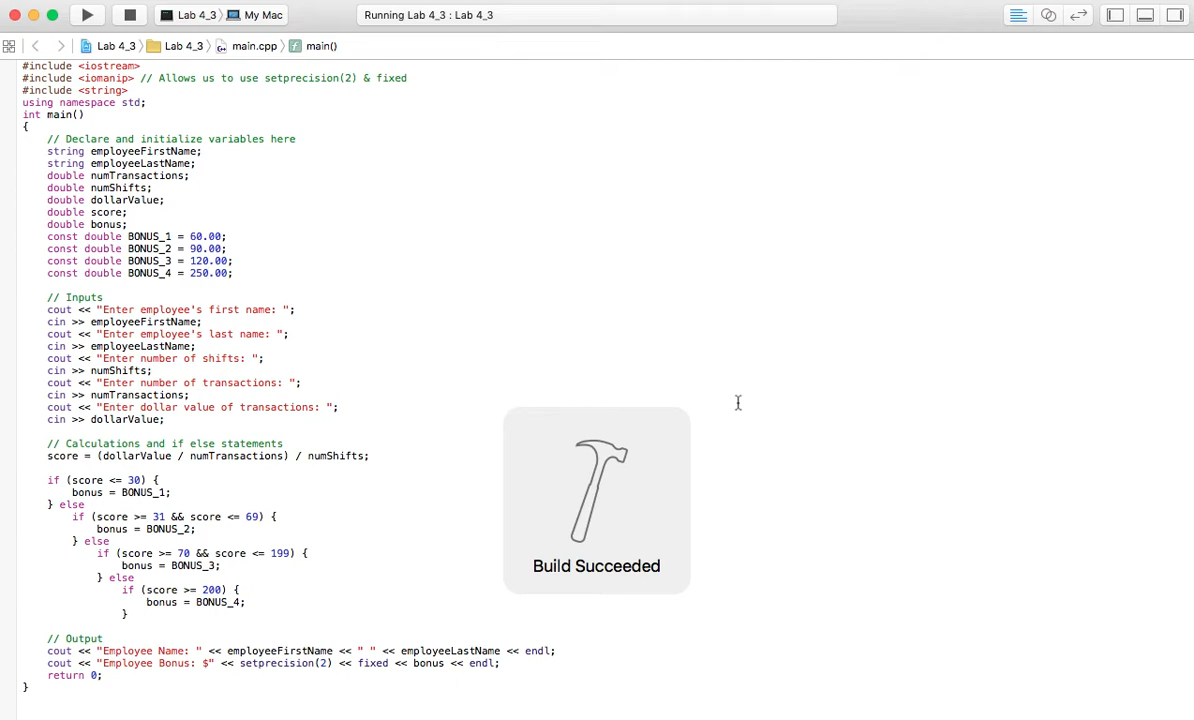 Lab 4_3 My Mac Running Lab 4_3 : Lab 4_3
Lab 4_3 Lab 4_3 main.cpp main()
#include <iostream>
#include <iomanip> // Allows us to use setprecision(2) & fixed
#include <string>
using namespace std;
int main()
{
// Declare and initialize variables here
string employeeFirstName;
string employeeLastName;
double numTransactions;
double numShifts;
double dollarValue;
double score;
double bonus;
const double BONUS_1 = 60.00;
const double BONUS_2 = 90.00;
const double BONUS_3 = 120.00;
const double BONUS_4 = 250.00;
// Inputs
cout << "Enter employee's first name: ";
cin >> employeeFirstName;
cout << "Enter employee's last name: ";
cin >> employeeLastName;
cout << "Enter number of shifts: ";
cin >> numShifts;
cout << "Enter number of transactions: ";
cin >> numTransactions;
cout << "Enter dollar value of transactions: ";
cin >> dollarValue;
// Calculations and if else statements
score = (dollarValue / numTransactions) / numShifts;
if (score <= 30) {
bonus = BONUS_1;
} else
if (score >= 31 && score <= 69) {
bonus = BONUS_2;
} else
if (score >= 70 && score <= 199) {
bonus = BONUS_3;
} else
if (score >= 200) {
bonus = BONUS_4;
}
// Output
cout << "Employee Name: " << employeeFirstName << " " << employeeLastName << endl;
cout << "Employee Bonus: $" << setprecision(2) << fixed << bonus << endl;
return 0;
}
Build Succeeded